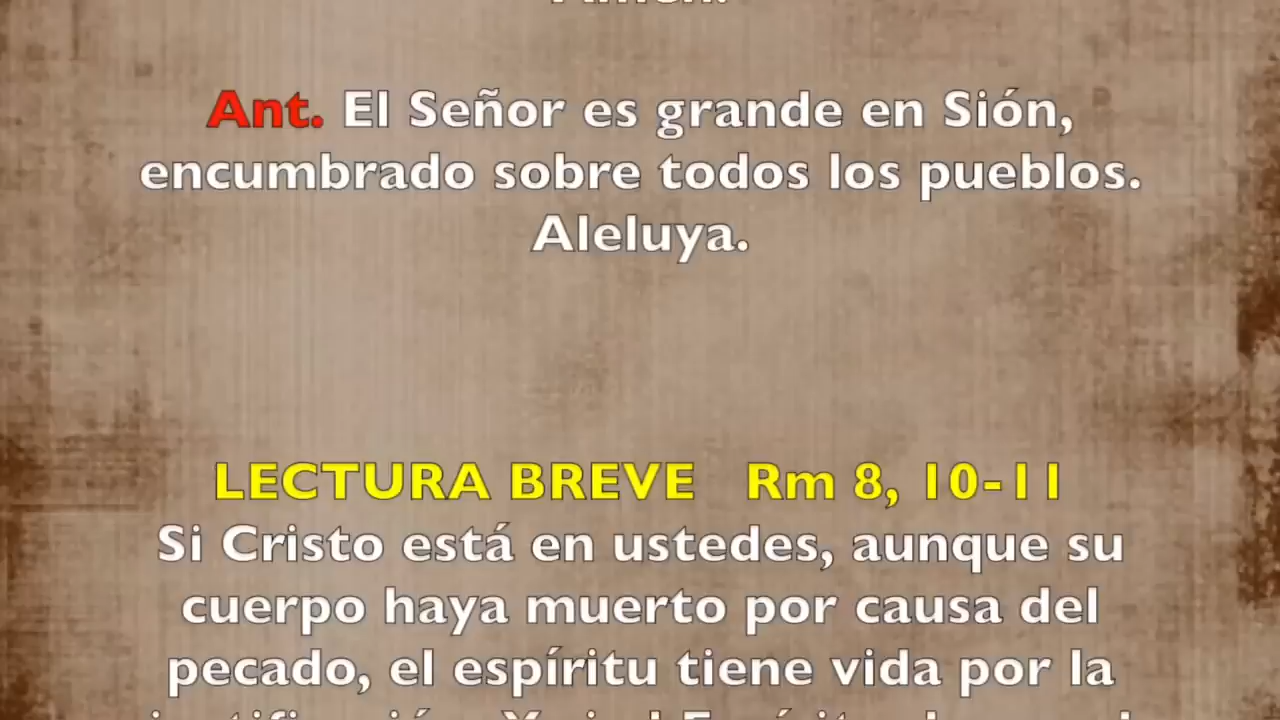 Ant. El Señor es grande en Sión,
encumbrado sobre todos los pueblos.
Aleluya.
LECTURA BREVE Rm 8, 10-11
Si Cristo está en ustedes, aunque su
cuerpo haya muerto por causa del
pecado, el espíritu tiene vida por la